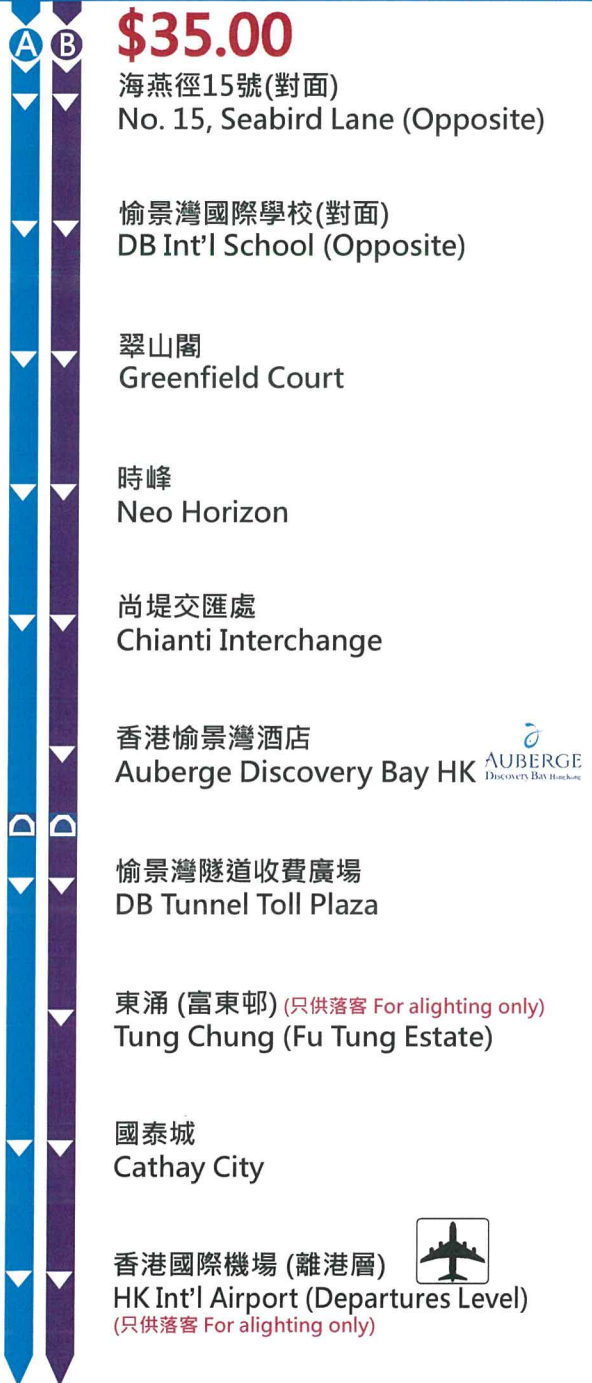 A B $35.00
海燕徑15號(對面)
No. 15, Seabird Lane (Opposite)
愉景灣國際學校(對面)
DB Int'l School (Opposite)
翠山閣
Greenfield Court
時峰
Neo Horizon
尚堤交匯處
Chianti Interchange
香港愉景灣酒店
Auberge Discovery Bay HK
AUBERGE
Discovery Bay Hong Kong
愉景灣隧道收費廣場
DB Tunnel Toll Plaza
東涌 (富東邨) (只供落客 For alighting only)
Tung Chung (Fu Tung Estate)
國泰城
Cathay City
香港國際機場 (離港層)
HK Int'l Airport (Departures Level)
(只供落客 For alighting only)